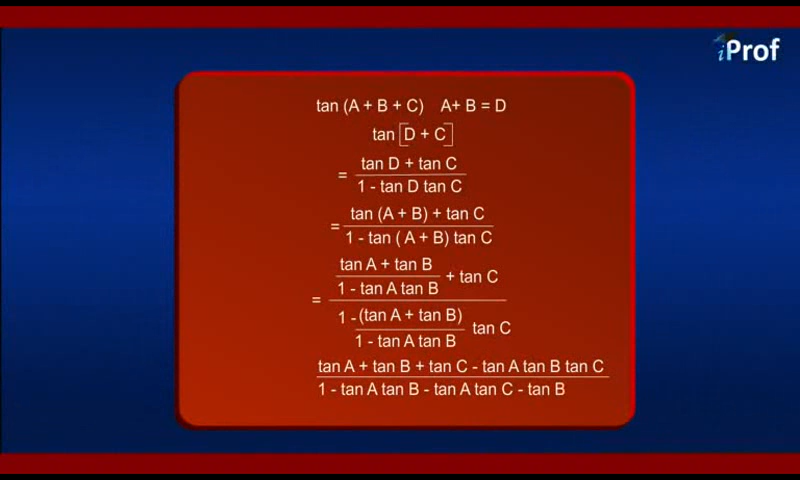 iProf
tan (A + B + C) A+ B = D
tan [D + C]
= tan D + tan C
1 - tan D tan C
= tan (A + B) + tan C
1 - tan ( A + B) tan C
tan A + tan B
1 - tan A tan B
+ tan C
=
1 - (tan A + tan B)
1 - tan A tan B
tan C
tan A + tan B + tan C - tan A tan B tan C
1 - tan A tan B - tan A tan C - tan B